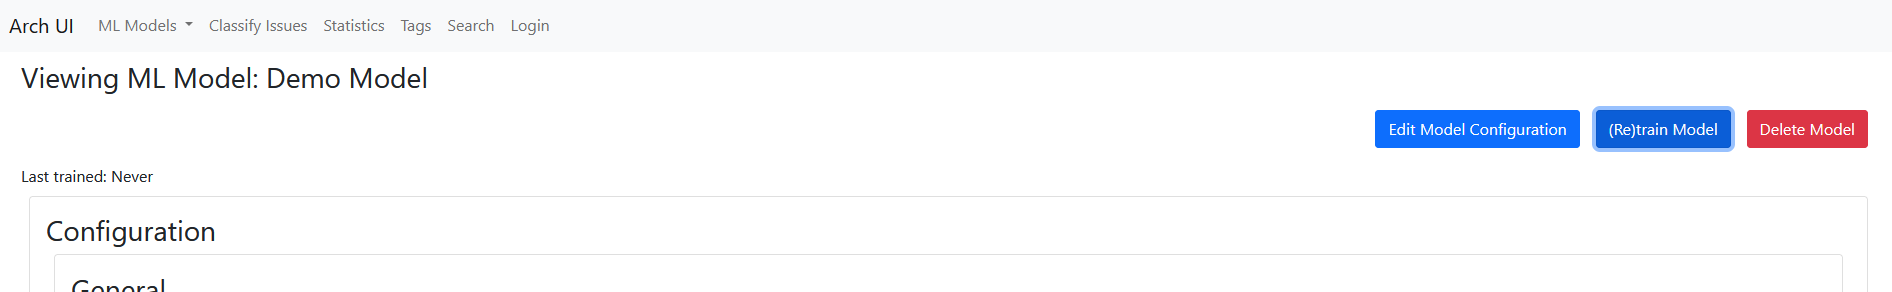 Arch UI ML Models Classify Issues Statistics Tags Search Login
Viewing ML Model: Demo Model
Edit Model Configuration (Re)train Model Delete Model
Last trained: Never
Configuration
General